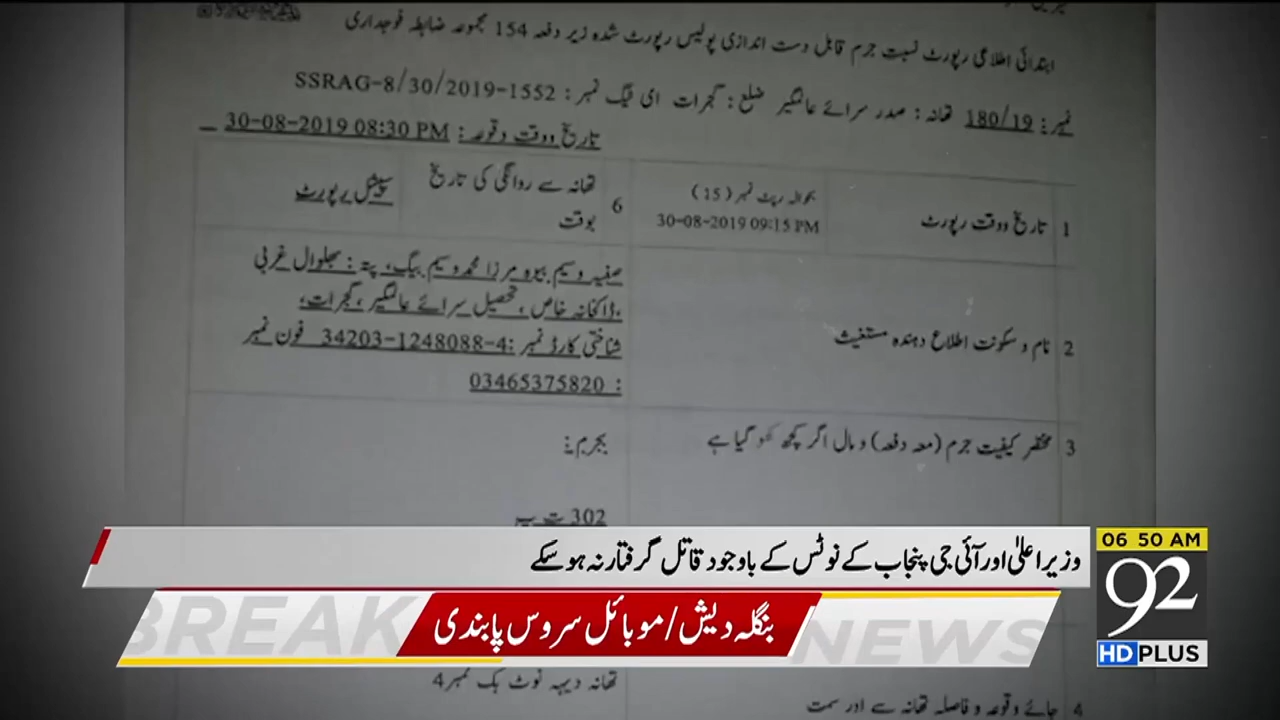 ابتدائی اطلاعی رپورٹ نسبت جرم قابل دست اندازی پولیس رپورٹ شدہ زیر دفعہ 154 مجموعہ ضابطہ فوجداری
نمبر: 180/19 تھانہ: صدر سرائے عالمگیر ضلع: گجرات ای ٹیگ نمبر: SSRAG-8/30/2019-1552
تاریخ ووقت وقوعہ: 30-08-2019 08:30 PM
1 تاریخ ووقت رپورٹ
بحوالہ رپٹ نمبر (15)
30-08-2019 09:15 PM
6 تھانہ سے روانگی کی تاریخ
بوقت
سپیشل رپورٹ
2 نام و سکونت اطلاع دہندہ مستغیث
صفیہ وسیم بیوہ مرزا محمد وسیم بیگ، پتہ: بھلوال غربی
،ڈاکخانہ خاص، تحصیل سرائے عالمگیر، گجرات،
شناختی کارڈ نمبر: 34203-1248088-4 فون نمبر
: 03465375820
3 مختصر کیفیت جرم (معہ دفعہ) و مال اگر کچھ کھو گیا ہے
بجرم:
302 ت پ
وزیراعلیٰ اور آئی جی پنجاب کے نوٹس کے باوجود قاتل گرفتار نہ ہو سکے
06 50 AM
92
HD PLUS
BREAK
NEWS
بنگلہ دیش/موبائل سروس پابندی
تھانہ دیہہ نوٹ بک نمبر 4
4 جائے وقوعہ و فاصلہ تھانہ سے اور سمت